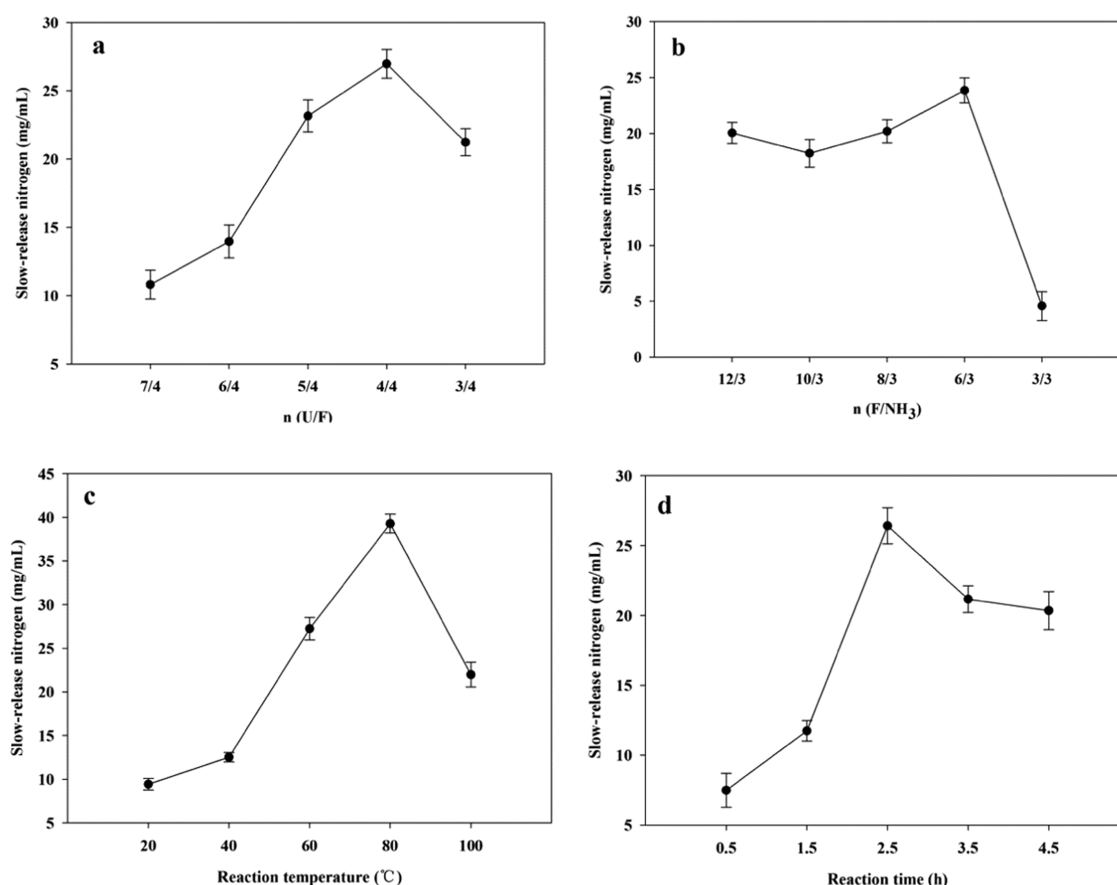 a
Slow-release nitrogen (mg/mL)
30
25
20
15
10
5
7/4 6/4 5/4 4/4 3/4
n (U/F)
b
Slow-release nitrogen (mg/mL)
30
25
20
15
10
5
0
12/3 10/3 8/3 6/3 3/3
n (F/NH₃)
c
Slow-release nitrogen (mg/mL)
45
40
35
30
25
20
15
10
5
20 40 60 80 100
Reaction temperature (℃)
d
Slow-release nitrogen (mg/mL)
30
25
20
15
10
5
0.5 1.5 2.5 3.5 4.5
Reaction time (h)